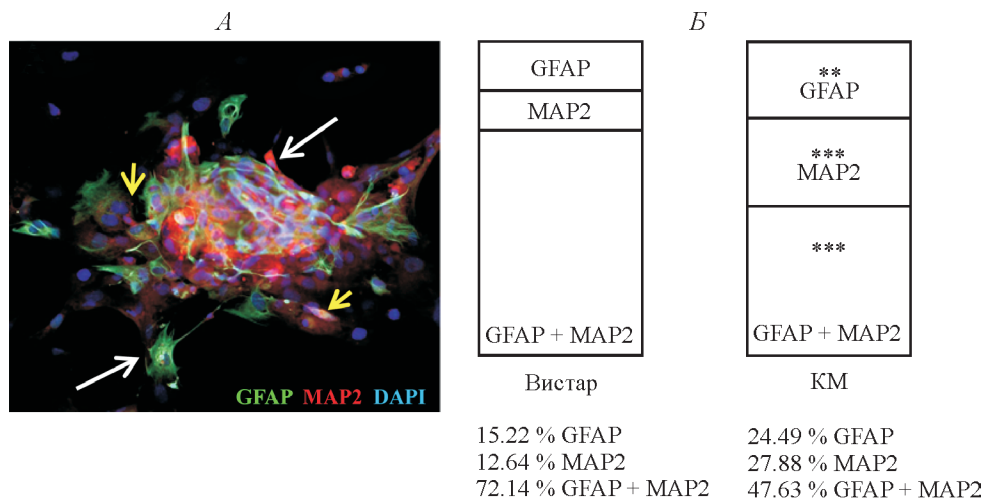 А
Б
GFAP MAP2 DAPI
GFAP
MAP2
GFAP + MAP2
Вистар
15.22 % GFAP
12.64 % MAP2
72.14 % GFAP + MAP2
**
GFAP
***
MAP2
***
GFAP + MAP2
КМ
24.49 % GFAP
27.88 % MAP2
47.63 % GFAP + MAP2